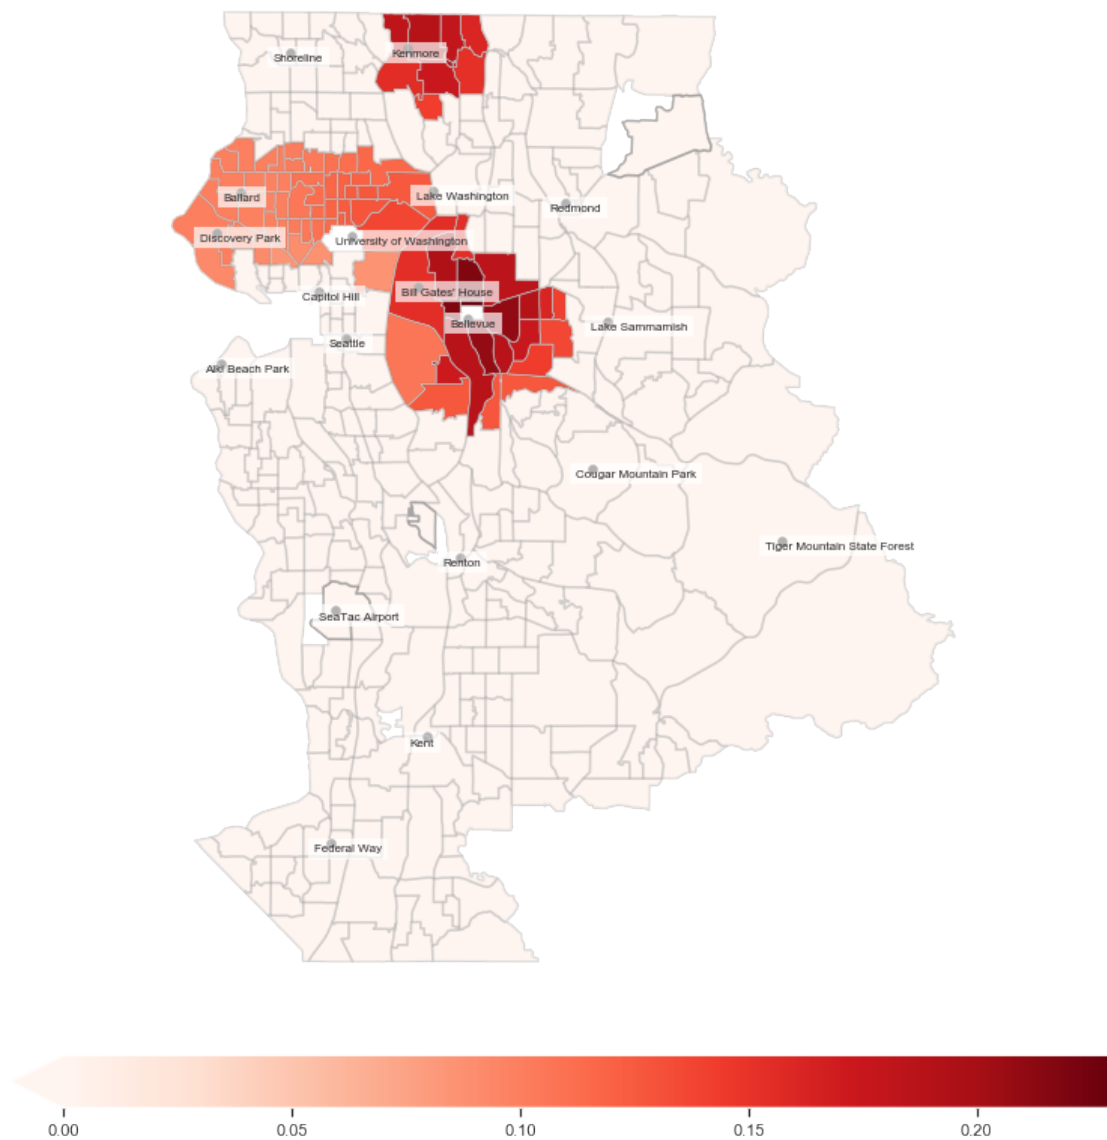 Shoreline
Kenmore
Ballard
Lake Washington
Redmond
Discovery Park
University of Washington
Capitol Hill
Bill Gates' House
Bellevue
Lake Sammamish
Seattle
Alki Beach Park
Cougar Mountain Park
Tiger Mountain State Forest
Renton
SeaTac Airport
Kent
Federal Way
0.00 0.05 0.10 0.15 0.20